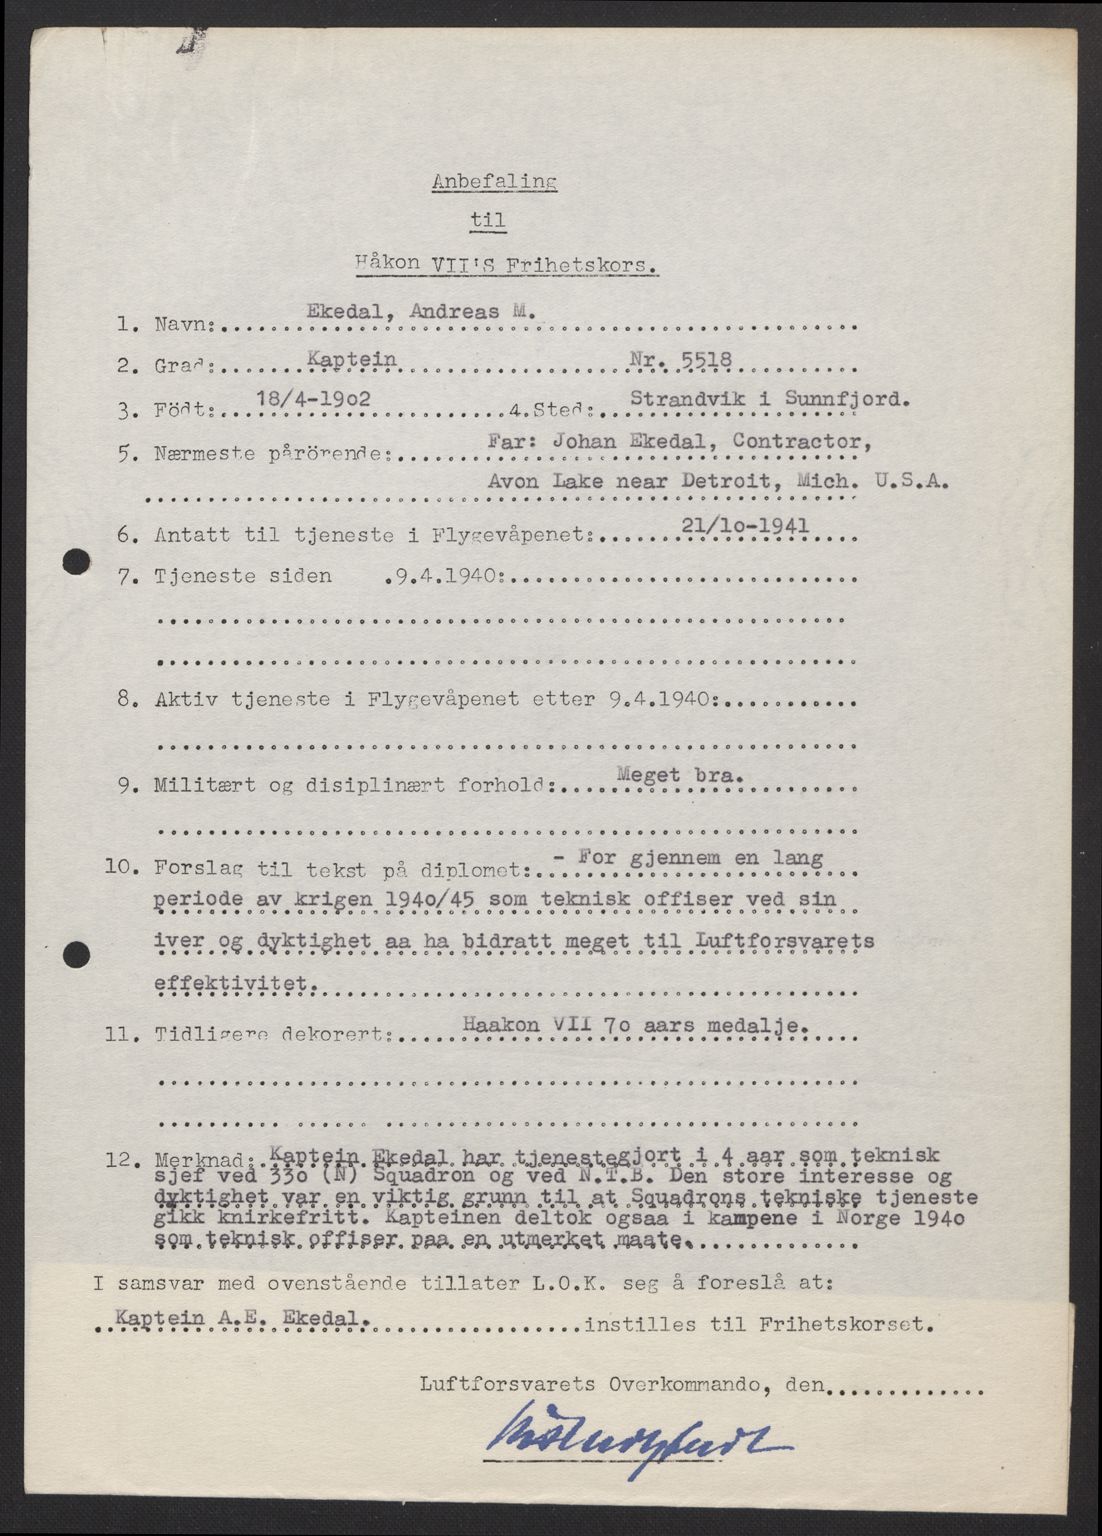 Anbefaling
til
Håkon VII'S Frihetskors.
1. Navn: Ekedal, Andreas M.
2. Grad: Kaptein Nr. 5518
3. Födt: 18/4-19o2 4. Sted: Strandvik i Sunnfjord.
5. Nærmeste pårörende: Far: Johan Ekedal, Contractor,
Avon Lake near Detroit, Mich. U.S.A.
6. Antatt til tjeneste i Flygevåpenet: 21/1o-1941
7. Tjeneste siden .9.4.1940:
8. Aktiv tjeneste i Flygevåpenet etter 9.4.1940:
9. Militært og disiplinært forhold: Meget bra.
10. Forslag til tekst på diplomet: - For gjennem en lang
periode av krigen 194o/45 som teknisk offiser ved sin
iver og dyktighet aa ha bidratt meget til Luftforsvarets
effektivitet.
11. Tidligere dekorert: Haakon VII 7o aars medalje.
12. Merknad: Kaptein Ekedal har tjenestegjort i 4 aar som teknisk
sjef ved 33o (N) Squadron og ved N.T.B. Den store interesse og
dyktighet var en viktig grunn til at Squadrons tekniske tjeneste
gikk knirkefritt. Kapteinen deltok ogsaa i kampene i Norge 194o
som teknisk offiser paa en utmerket maate.
I samsvar med ovenstående tillater L.O.K. seg å foreslå at:
Kaptein A.E. Ekedal. instilles til Frihetskorset.
Luftforsvarets Overkommando, den